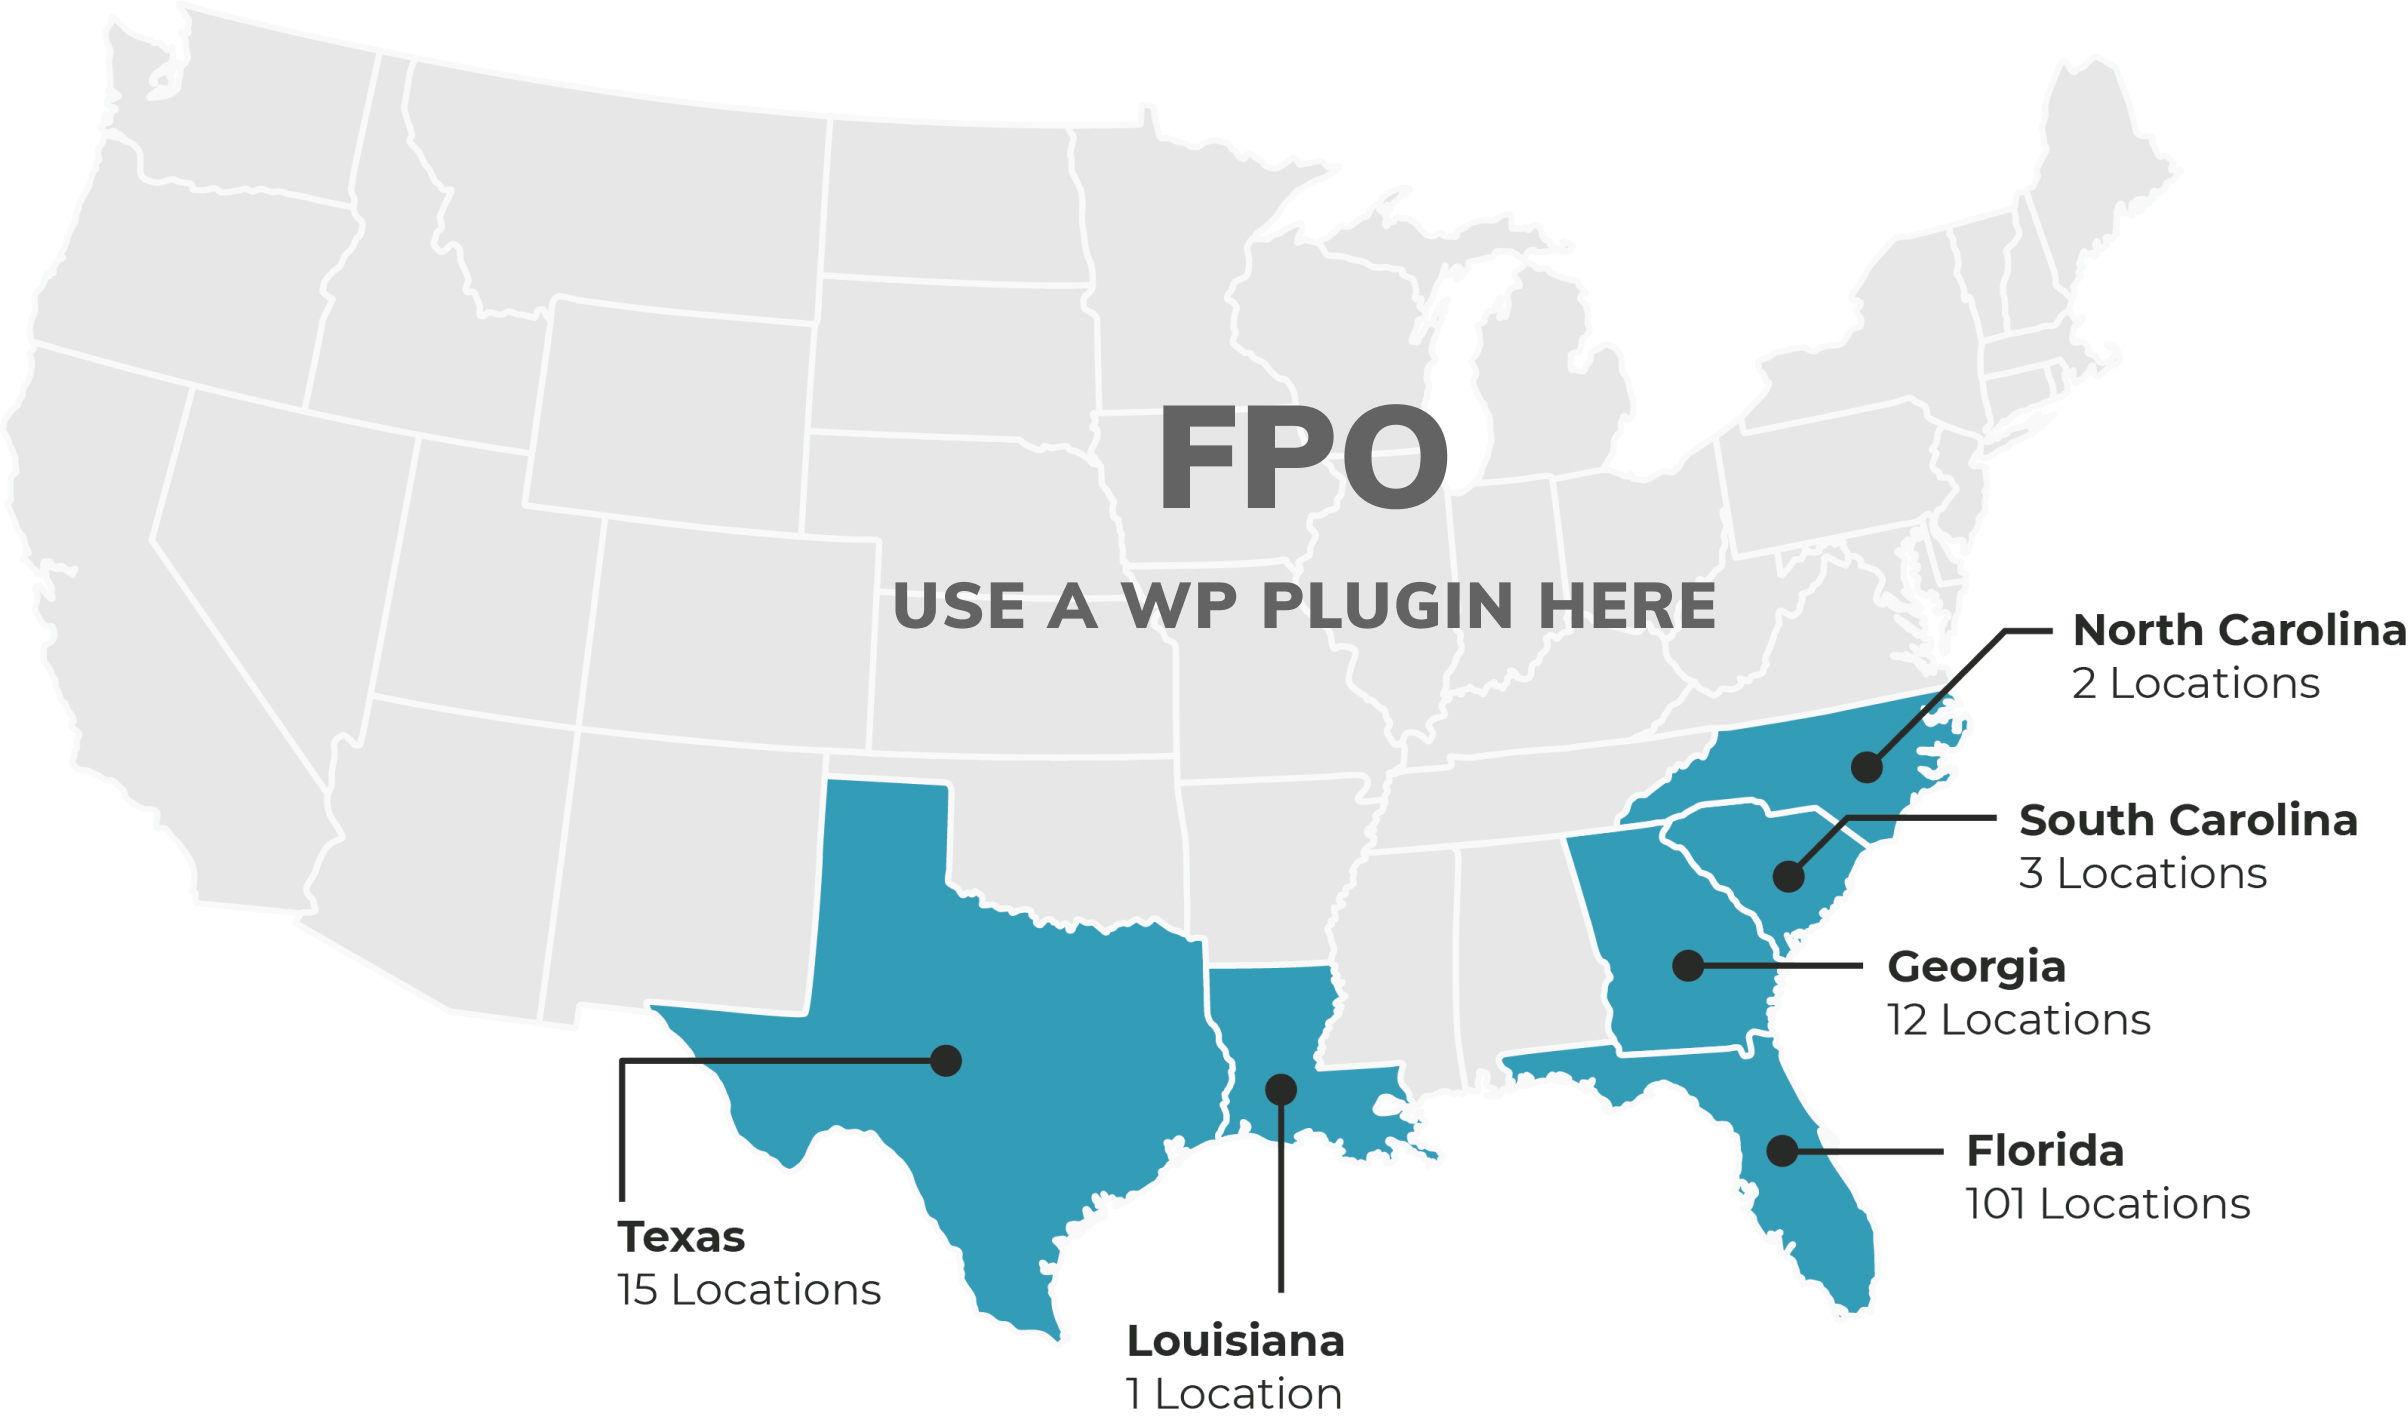 FPO
USE A WP PLUGIN HERE
North Carolina
2 Locations
South Carolina
3 Locations
Georgia
12 Locations
Florida
101 Locations
Texas
15 Locations
Louisiana
1 Location